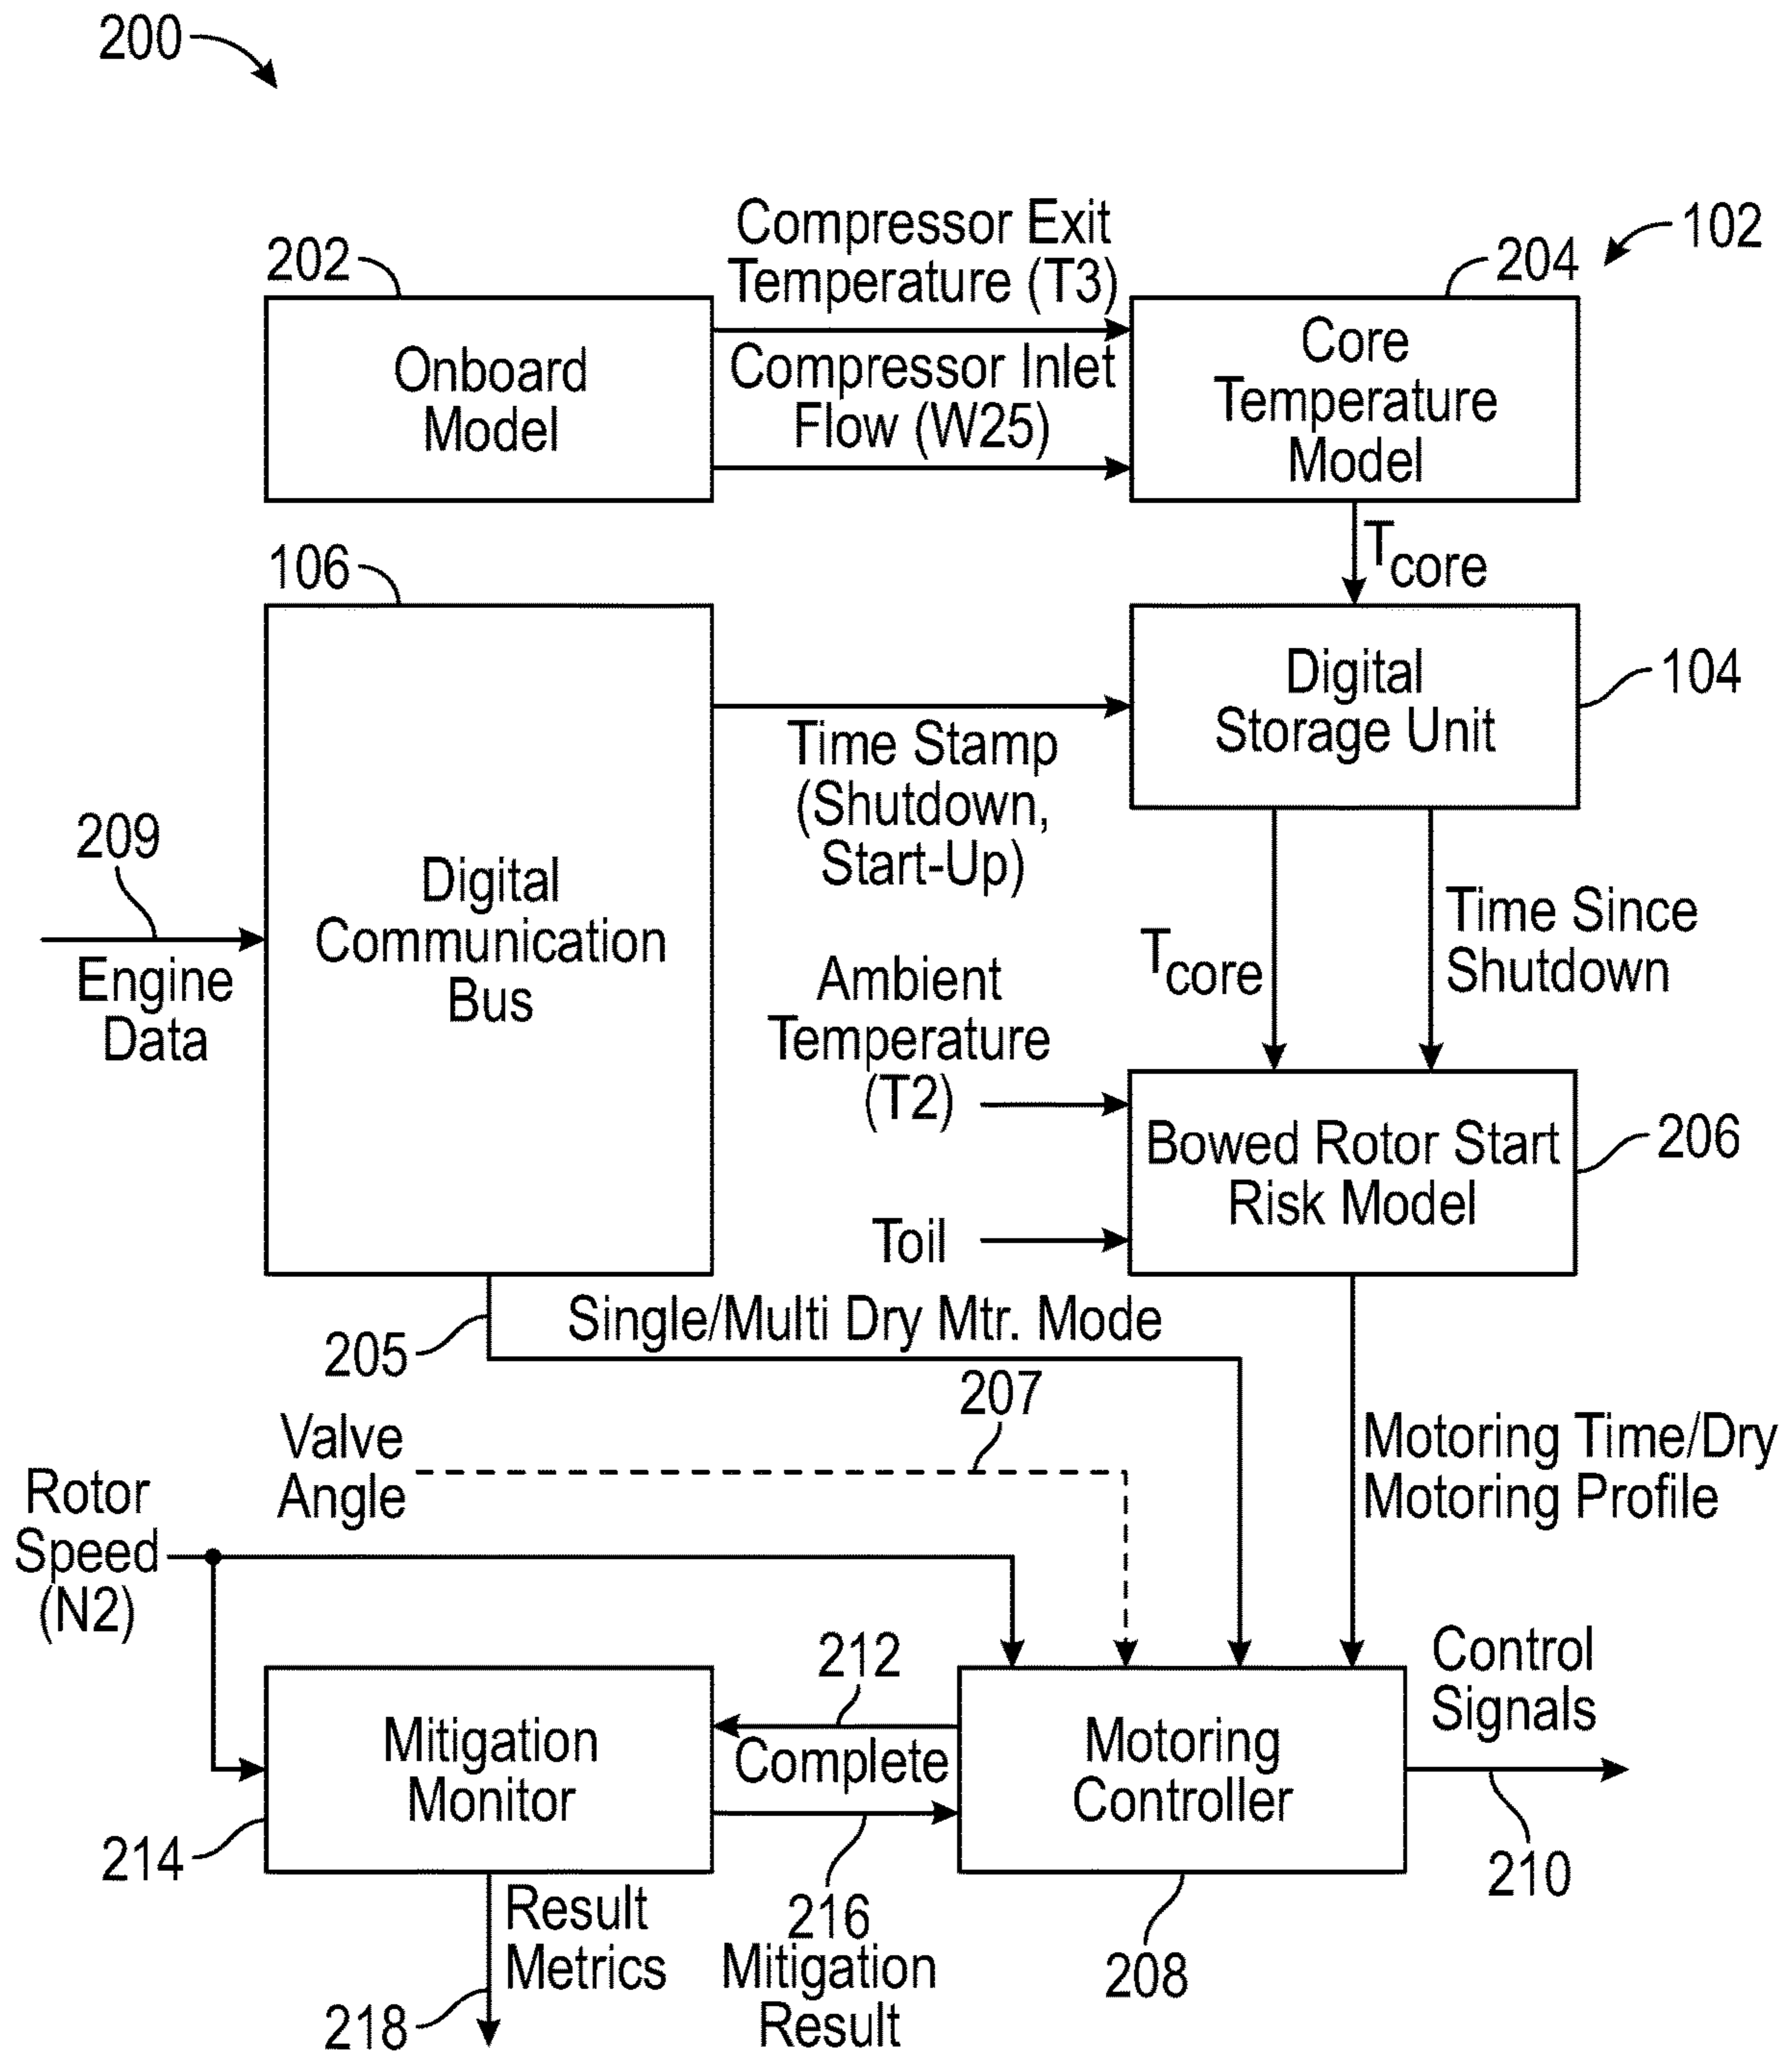 200
102
202
Compressor Exit
Temperature (T3)
204
Onboard
Model
Compressor Inlet
Flow (W25)
Core
Temperature
Model
Tcore
106
Digital
Storage Unit
104
Time Stamp
(Shutdown,
Start-Up)
209
Engine
Data
Digital
Communication
Bus
Tcore
Time Since
Shutdown
Ambient
Temperature
(T2)
Toil
Bowed Rotor Start
Risk Model
206
205
Single/Multi Dry Mtr. Mode
207
Valve
Angle
Motoring Time/Dry
Motoring Profile
Rotor
Speed
(N2)
212
Complete
Mitigation
Monitor
214
Motoring
Controller
Control
Signals
210
216
Mitigation
Result
208
Result
Metrics
218